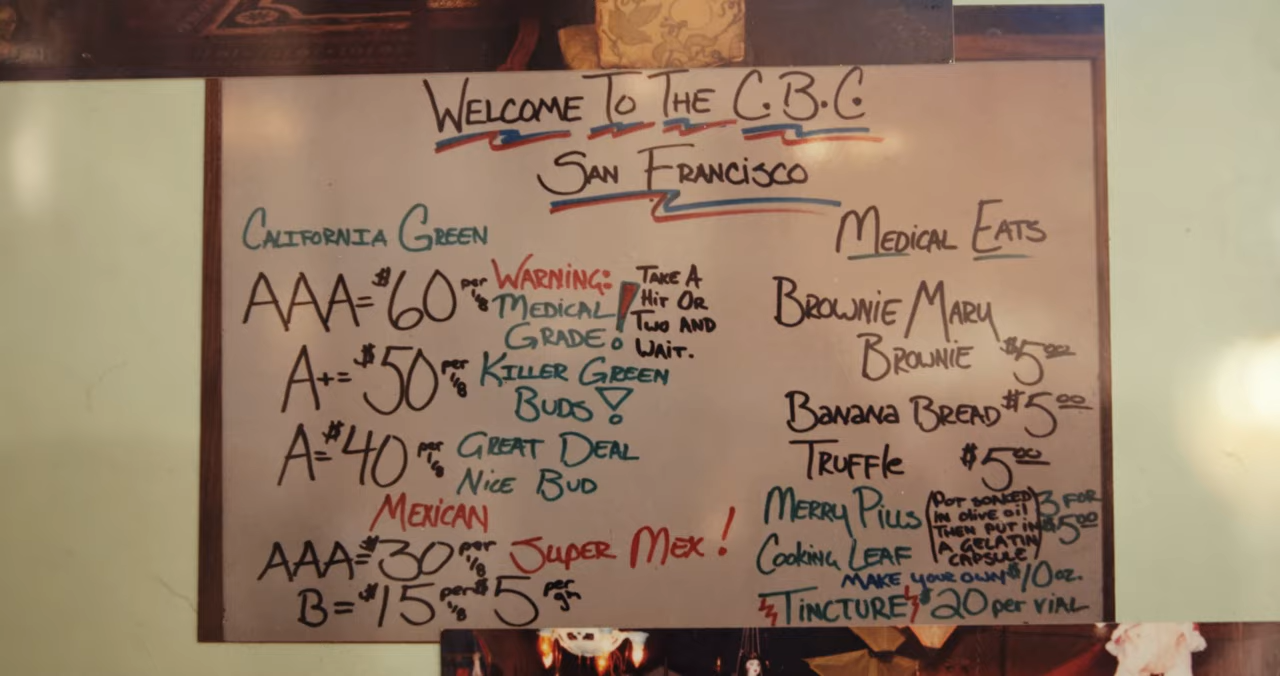 WELCOME TO THE C.B.C.
SAN FRANCISCO
CALIFORNIA GREEN
AAA=$60 per 1/8 WARNING: MEDICAL GRADE! TAKE A HIT OR TWO AND WAIT.
A+=$50 per 1/8 KILLER GREEN BUDS!
A=$40 per 1/8 GREAT DEAL NICE BUD
MEXICAN
AAA=$30 per 1/8 SUPER MEX!
B=$15 per 1/8 $5 per gm
MEDICAL EATS
BROWNIE MARY
BROWNIE $5.00
BANANA BREAD $5.00
TRUFFLE $5.00
MERRY PILLS (POT SOAKED IN OLIVE OIL THEN PUT IN A GELATIN CAPSULE) 3 FOR $5.00
COOKING LEAF
MAKE YOUR OWN $10 oz.
TINCTURE $20 per VIAL